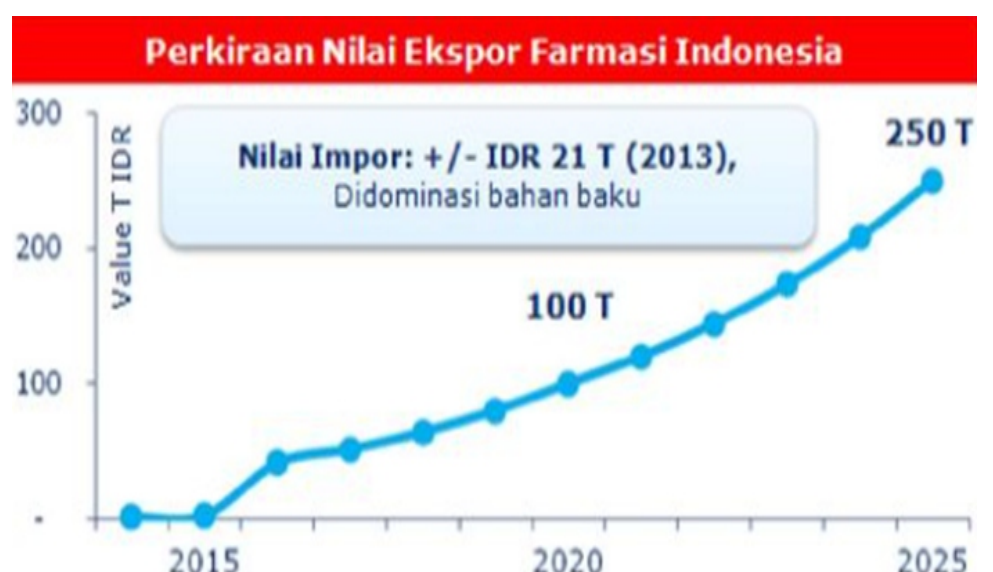 Perkiraan Nilai Ekspor Farmasi Indonesia
300
Value T IDR
Nilai Impor: +/- IDR 21 T (2013),
Didominasi bahan baku
250 T
200
100 T
100
-
2015
2020
2025